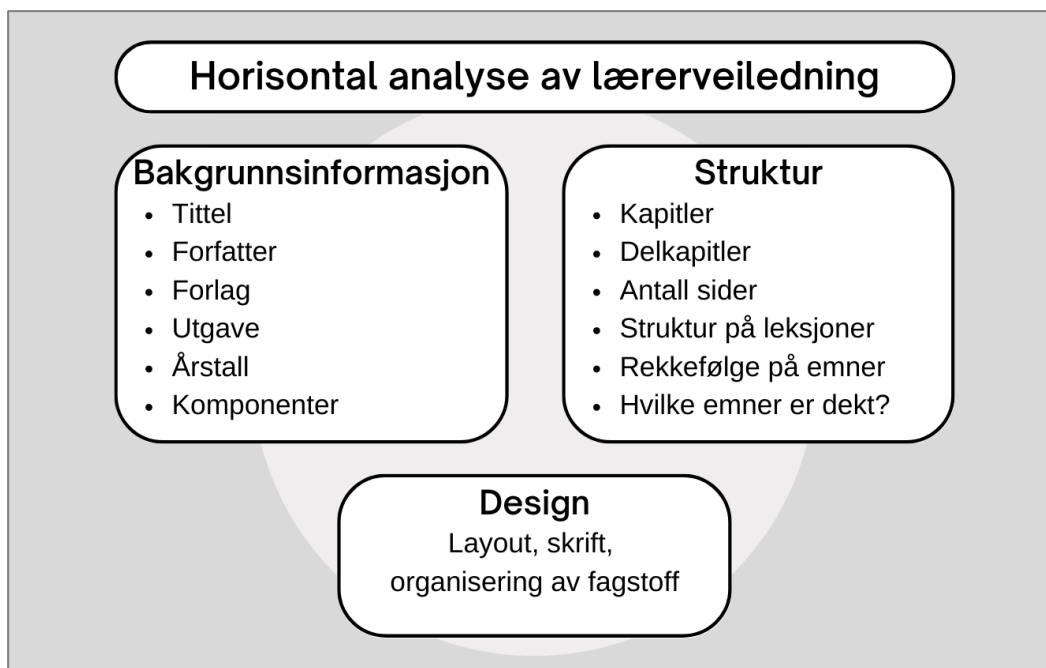 Horisontal analyse av lærerveiledning
Bakgrunnsinformasjon
• Tittel
• Forfatter
• Forlag
• Utgave
• Årstall
• Komponenter
Struktur
• Kapitler
• Delkapitler
• Antall sider
• Struktur på leksjoner
• Rekkefølge på emner
• Hvilke emner er dekt?
Design
Layout, skrift,
organisering av fagstoff